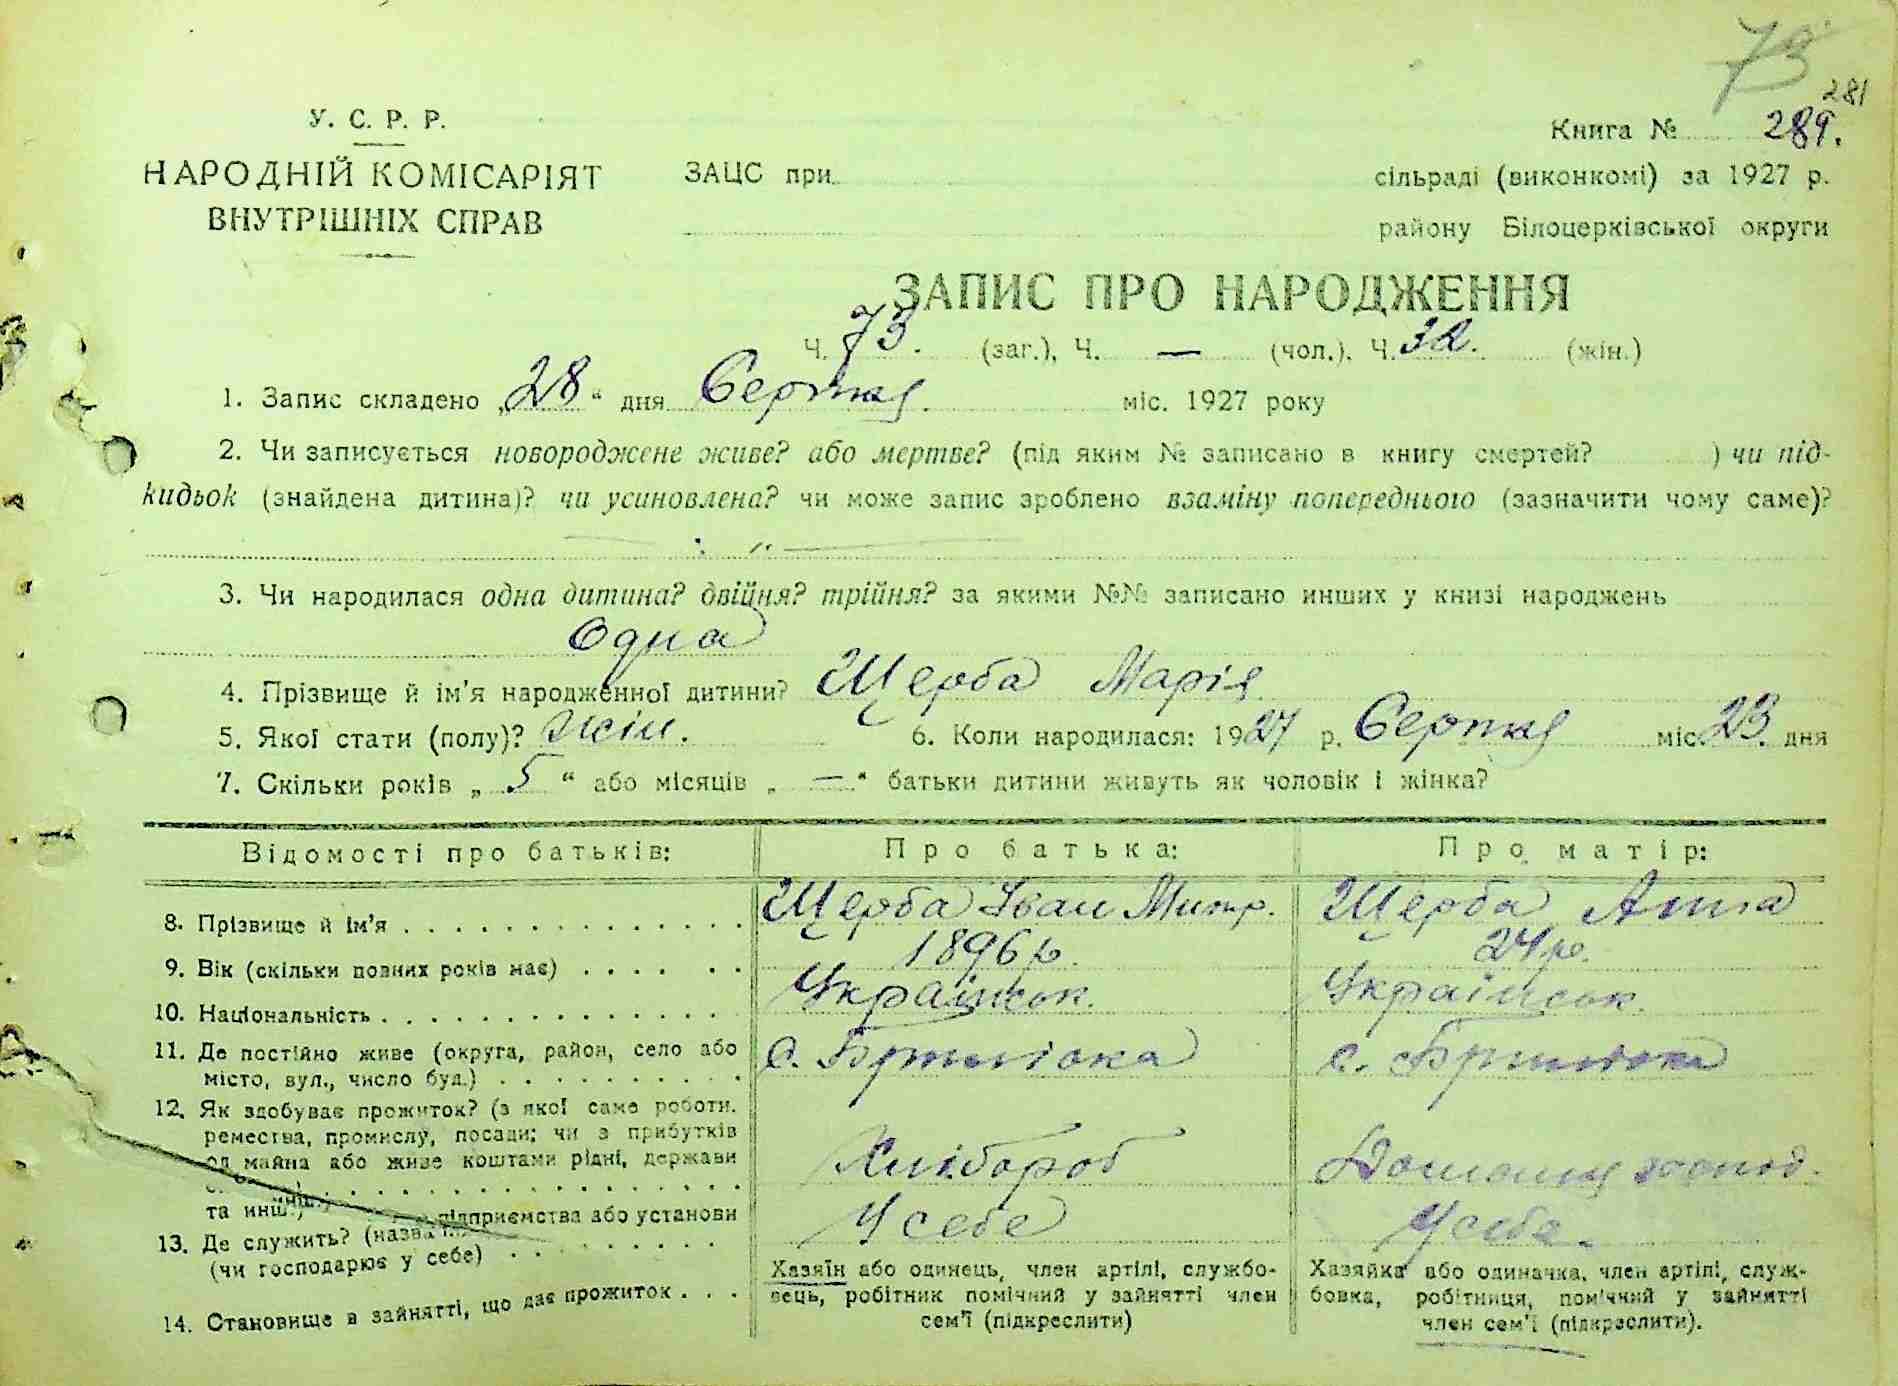 73
281
У. С. Р. Р.
Книга № 289.
НАРОДНІЙ КОМІСАРІЯТ
ВНУТРІШНІХ СПРАВ
ЗАЦС при сільраді (виконкомі) за 1927 р.
району Білоцерківської округи
ЗАПИС ПРО НАРОДЖЕННЯ
Ч. 73. (заг.), Ч. — (чол.). Ч. 32. (жін.)
1. Запис складено „28“ дня Серпня. міс. 1927 року
2. Чи записується новороджене живе? або мертве? (під яким № записано в книгу смертей? ) чи під-
кидьок (знайдена дитина)? чи усиновлена? чи може запис зроблено взаміну попереднього (зазначити чому саме)?
3. Чи народилася одна дитина? двійня? трійня? за якими №№ записано инших у книзі народжень
Одна
4. Прізвище й ім'я народженної дитини? Щерба Марія
5. Якої стати (полу)? Жін. 6. Коли народилася: 1927 р. Серпня міс. 23. дня
7. Скільки років „5“ або місяців „—“ батьки дитини живуть як чоловік і жінка?
Відомості про батьків: Про батька: Про матір:
8. Прізвище й ім'я . . . . . . . . . . . . . . . Щерба Іван Митр. Щерба Анна
9. Вік (скільки повних років має) . . . . . . 1896 р. 24 р.
10. Національність . . . . . . . . . . . . . . . Українськ. Українськ.
11. Де постійно живе (округа, район, село або
місто, вул., число буд.) . . . . . . . . . . . с. с.
12. Як здобуває прожиток? (з якої саме роботи.
ремества, промислу, посади; чи з прибутків
од майна або живе коштами рідні, держави
та инш.) . . . . . . . . . . . . . . . Хлібороб Домашня господ.
13. Де служить? (назва підприємства або установи
(чи господарює у себе) . . . . . . . . . . У себе У себе.
14. Становище в зайнятті, що дає прожиток . . .
Хазяїн або одинець, член артілі, службо-
вець, робітник помічний у зайнятті член
сем'ї (підкреслити)
Хазяйка або одиначка, член артілі, служ-
бовка, робітниця, помічний у зайнятті
член сем'ї (підкреслити).